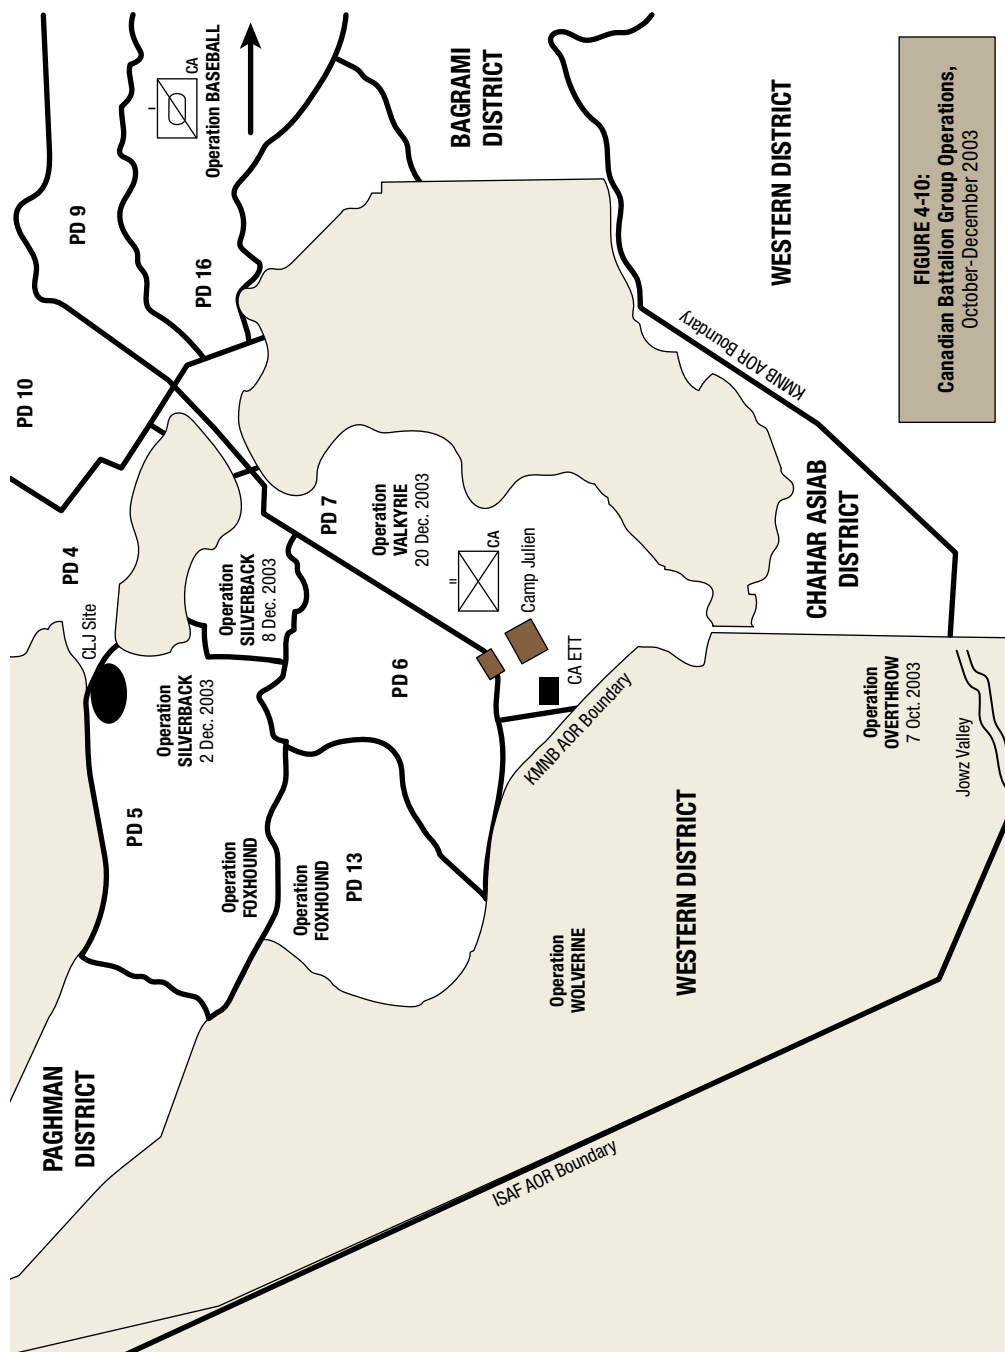 PAGHMAN
DISTRICT
PD 5
Operation
SILVERBACK
2 Dec. 2003
CLJ Site
PD 4
PD 10
PD 9
I
CA
Operation BASEBALL
PD 16
Operation
SILVERBACK
8 Dec. 2003
Operation
FOXHOUND
Operation
FOXHOUND
PD 13
PD 6
PD 7
Operation
VALKYRIE
20 Dec. 2003
II
CA
Camp Julien
CA ETT
BAGRAMI
DISTRICT
KMNB AOR Boundary
Operation
WOLVERINE
WESTERN DISTRICT
ISAF AOR Boundary
KMNB AOR Boundary
WESTERN DISTRICT
CHAHAR ASIAB
DISTRICT
Operation
OVERTHROW
7 Oct. 2003
Jowz Valley
FIGURE 4-10:
Canadian Battalion Group Operations,
October-December 2003